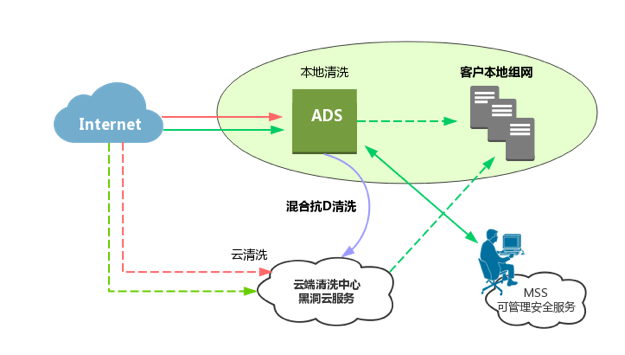 本地清洗
客户本地组网
Internet
ADS
混合抗D清洗
云清洗
云端清洗中心
黑洞云服务
MSS
可管理安全服务